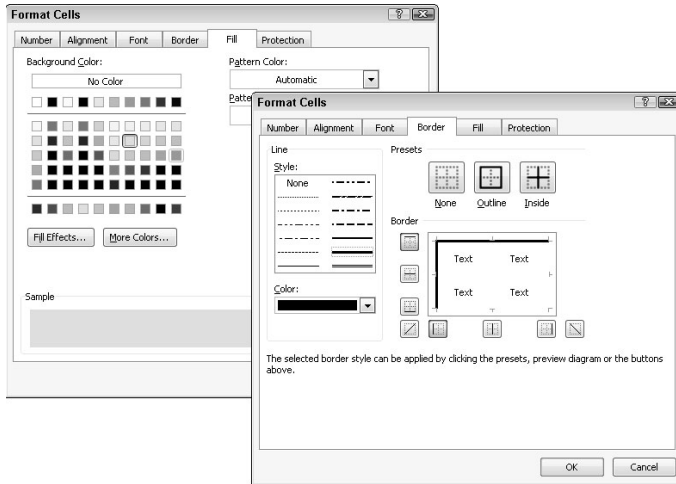 Format Cells
Number Alignment Font Border Fill Protection
Background Color:
No Color
Pattern Color:
Automatic
Fill Effects...
More Colors...
Sample
Format Cells
Number Alignment Font Border Fill Protection
Line
Style:
None
Color:
Presets
None Outline Inside
Border
Text Text
Text Text
The selected border style can be applied by clicking the presets, preview diagram or the buttons
above.
OK Cancel